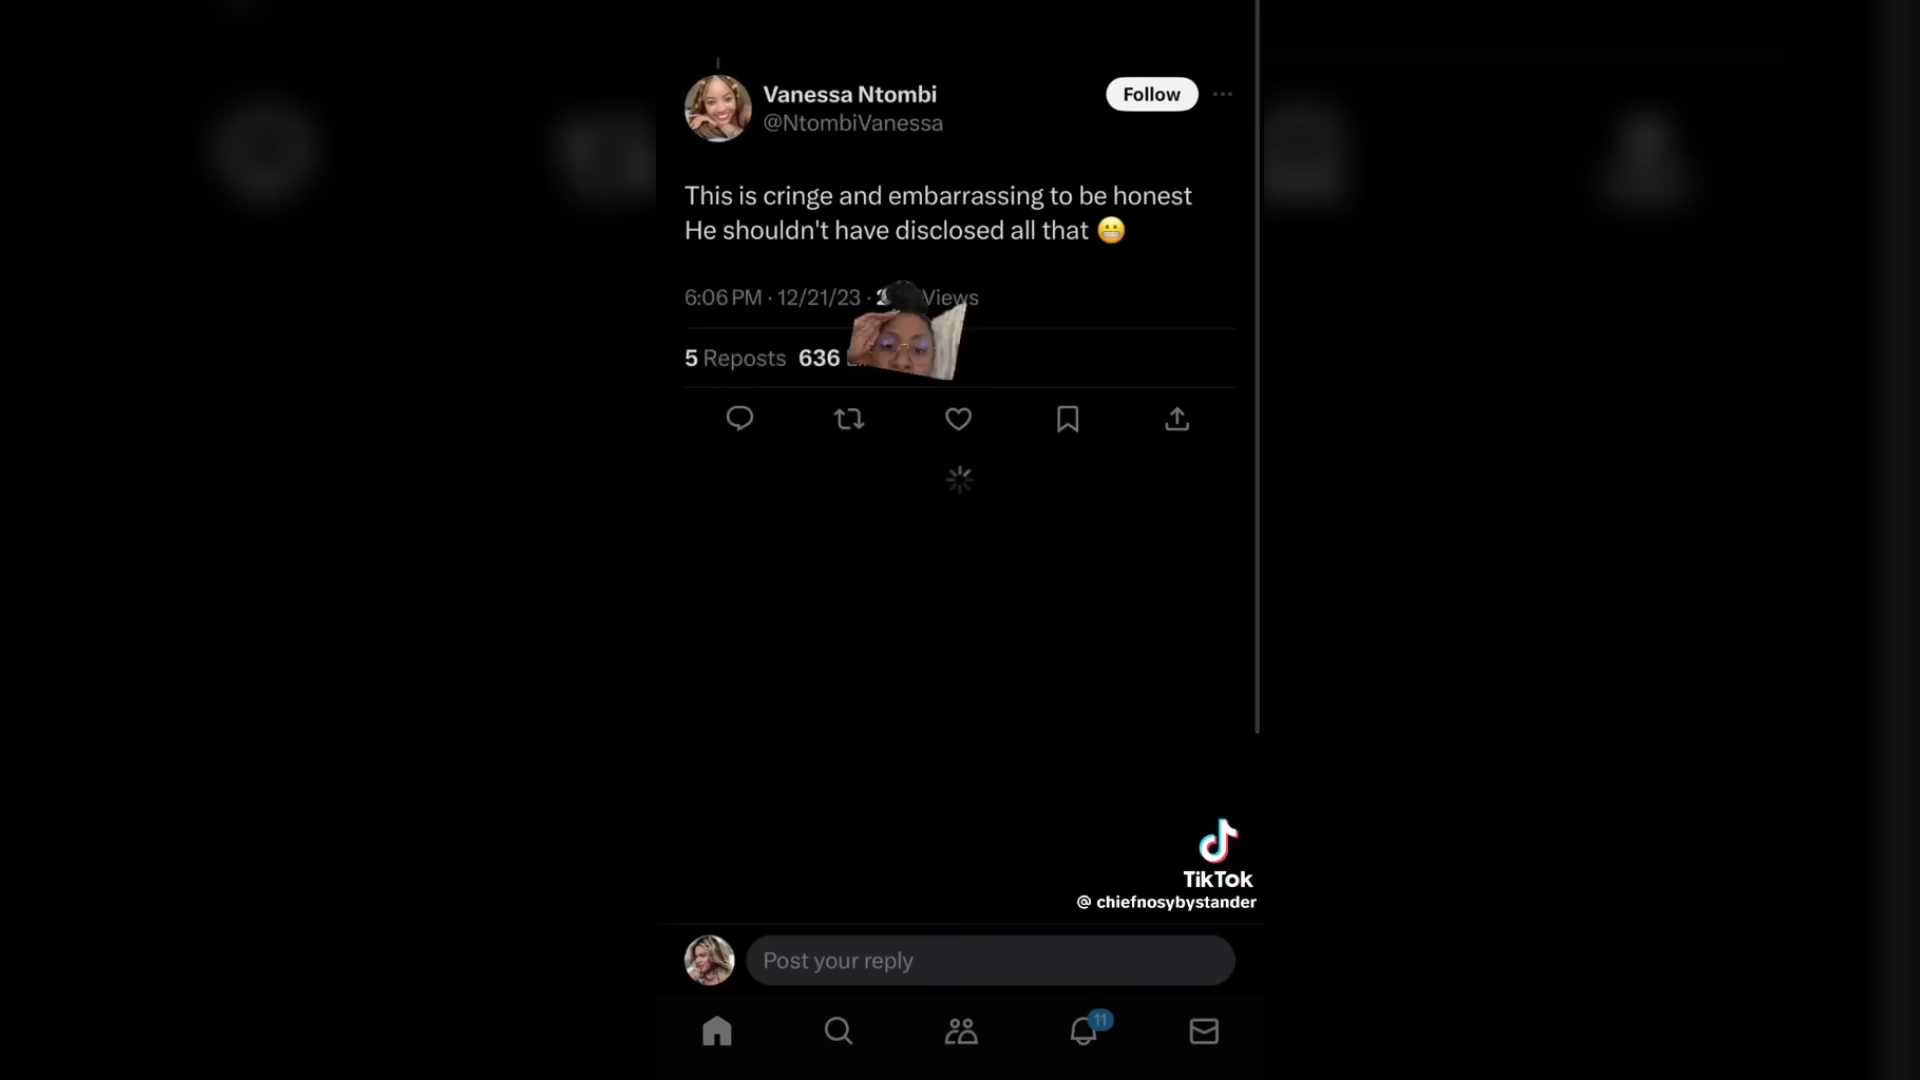 Vanessa Ntombi
@NtombiVanessa
Follow
This is cringe and embarrassing to be honest
He shouldn't have disclosed all that 😬
6:06 PM · 12/21/23 · Views
5 Reposts 636
TikTok
@ chiefnosybystander
Post your reply
11